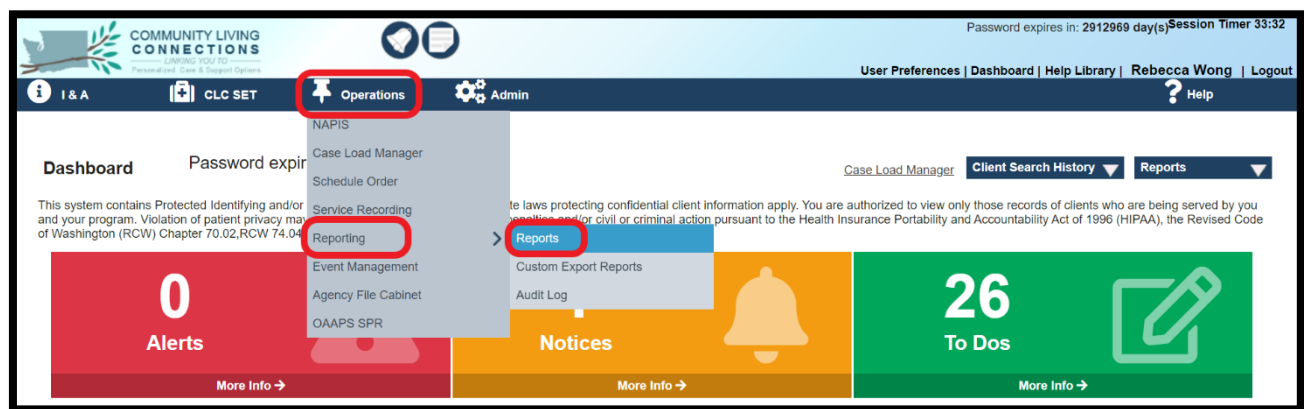 COMMUNITY LIVING
CONNECTIONS
LINKING YOU TO
Personalized Care & Support Options
Password expires in: 2912969 day(s)Session Timer 33:32
User Preferences | Dashboard | Help Library | Rebecca Wong | Logout
I & A CLC SET Operations Admin Help
NAPIS
Case Load Manager
Schedule Order
Service Recording
Reporting
Event Management
Agency File Cabinet
OAAPS SPR
Reports
Custom Export Reports
Audit Log
Dashboard Password expir
Case Load Manager Client Search History Reports
This system contains Protected Identifying and/or te laws protecting confidential client information apply. You are authorized to view only those records of clients who are being served by you
and your program. Violation of patient privacy may penalties and/or civil or criminal action pursuant to the Health Insurance Portability and Accountability Act of 1996 (HIPAA), the Revised Code
of Washington (RCW) Chapter 70.02,RCW 74.04
0
Alerts
More Info →
Notices
More Info →
26
To Dos
More Info →